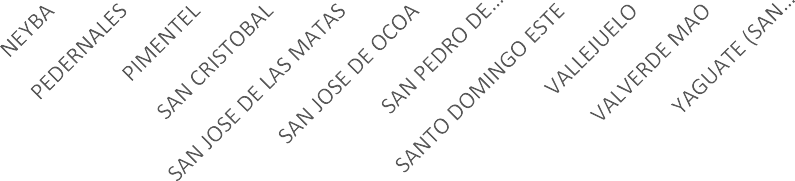 NEYBA
PEDERNALES
PIMENTEL
SAN CRISTOBAL
SAN JOSE DE LAS MATAS
SAN JOSE DE OCOA
SAN PEDRO DE...
SANTO DOMINGO ESTE
VALLEJUELO
VALVERDE MAO
YAGUATE (SAN...